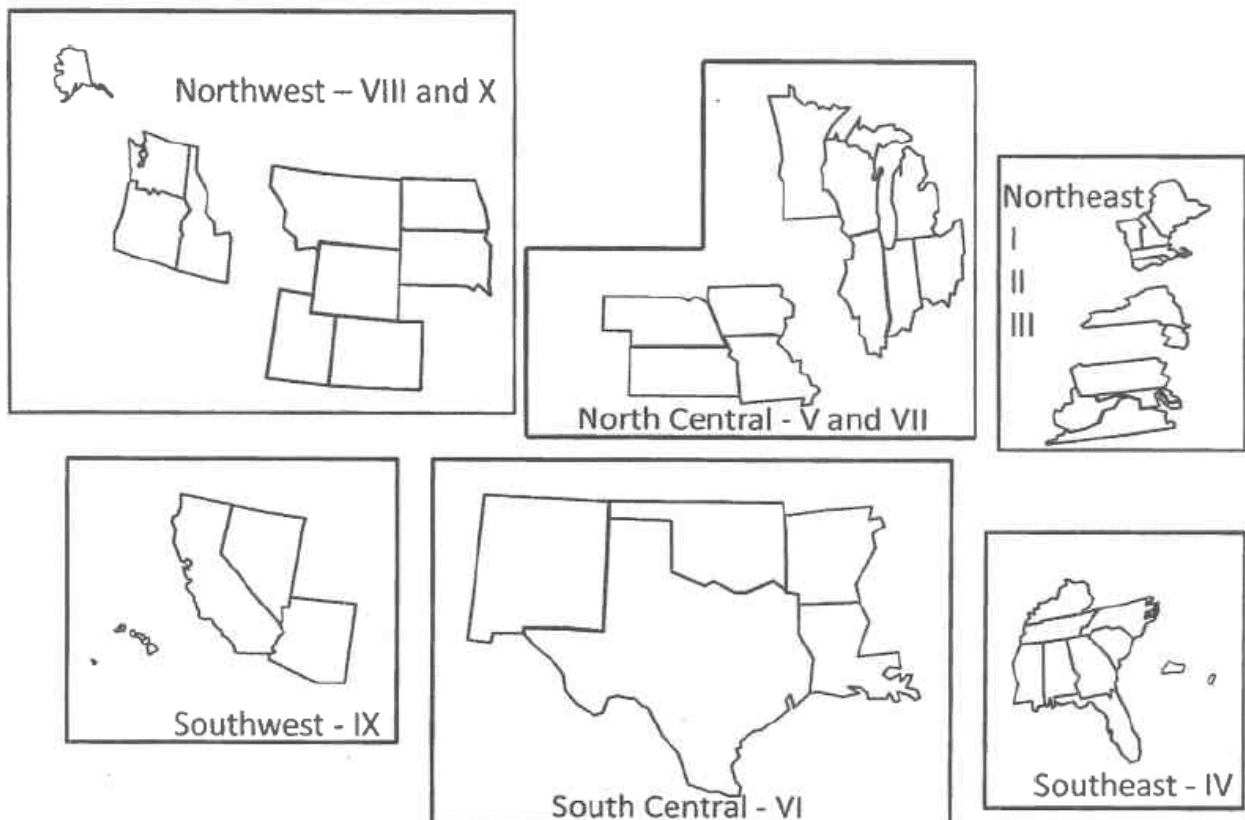 Northwest – VIII and X
North Central - V and VII
Northeast
I
II
III
Southwest - IX
South Central - VI
Southeast - IV